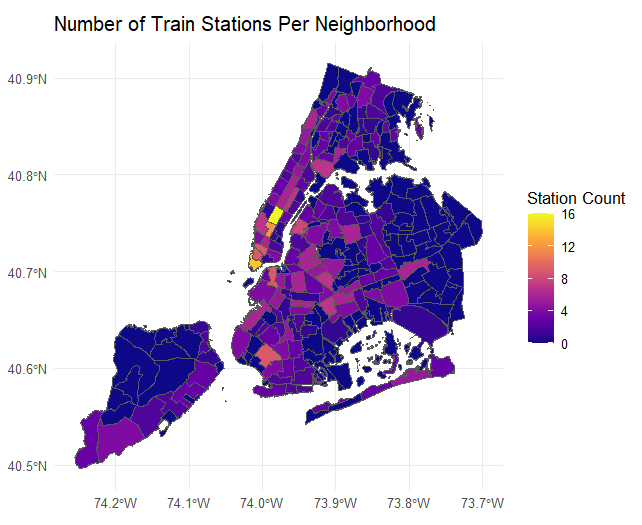 Number of Train Stations Per Neighborhood
40.9°N
40.8°N
40.7°N
40.6°N
40.5°N
74.2°W 74.1°W 74.0°W 73.9°W 73.8°W 73.7°W
Station Count
16
12
8
4
0